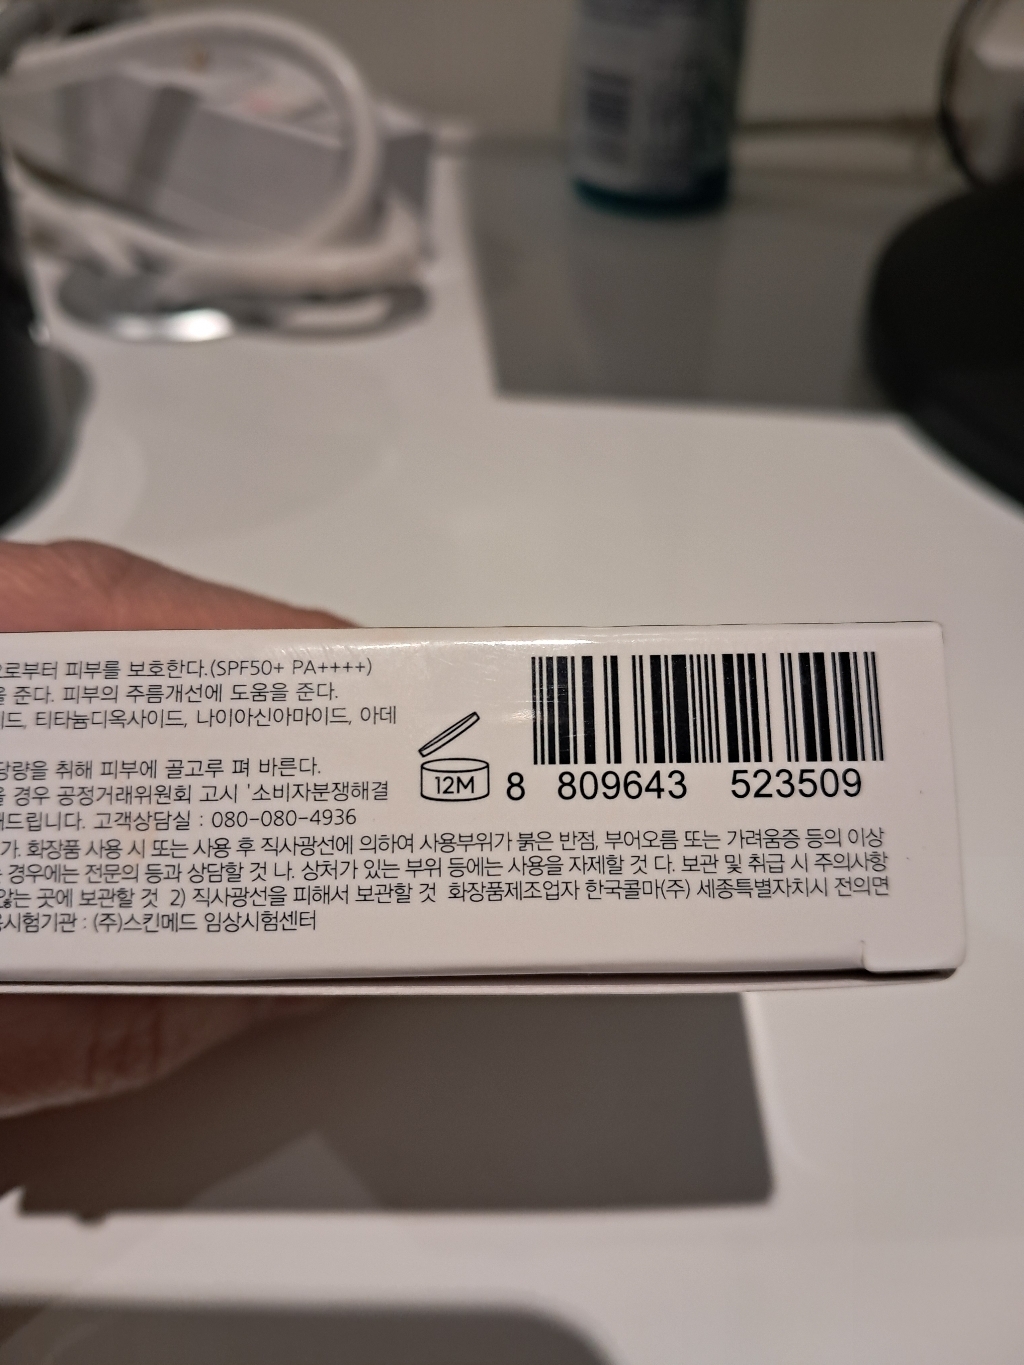 로부터 피부를 보호한다.(SPF50+ PA++++)
준다. 피부의 주름개선에 도움을 준다.
티타늄디옥사이드, 나이아신아마이드, 아데
당량을 취해 피부에 골고루 펴 바른다.
경우 공정거래위원회 고시 '소비자분쟁해결
드립니다. 고객상담실 : 080-080-4936
12M
8 809643 523509
가. 화장품 사용 시 또는 사용 후 직사광선에 의하여 사용부위가 붉은 반점, 부어오름 또는 가려움증 등의 이상
경우에는 전문의 등과 상담할 것 나. 상처가 있는 부위 등에는 사용을 자제할 것 다. 보관 및 취급 시 주의사항
않는 곳에 보관할 것 2) 직사광선을 피해서 보관할 것 화장품제조업자 한국콜마(주) 세종특별자치시 전의면
시험기관 : (주)스킨메드 임상시험센터